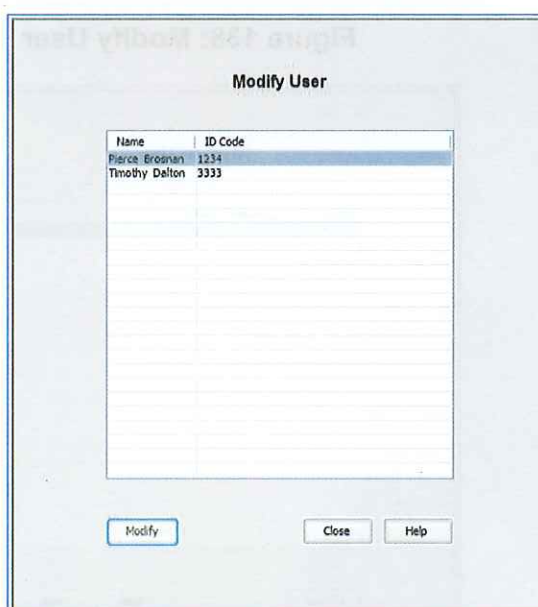 Modify User
Name ID Code
Pierce Brosnan 1234
Timothy Dalton 3333
Modify Close Help